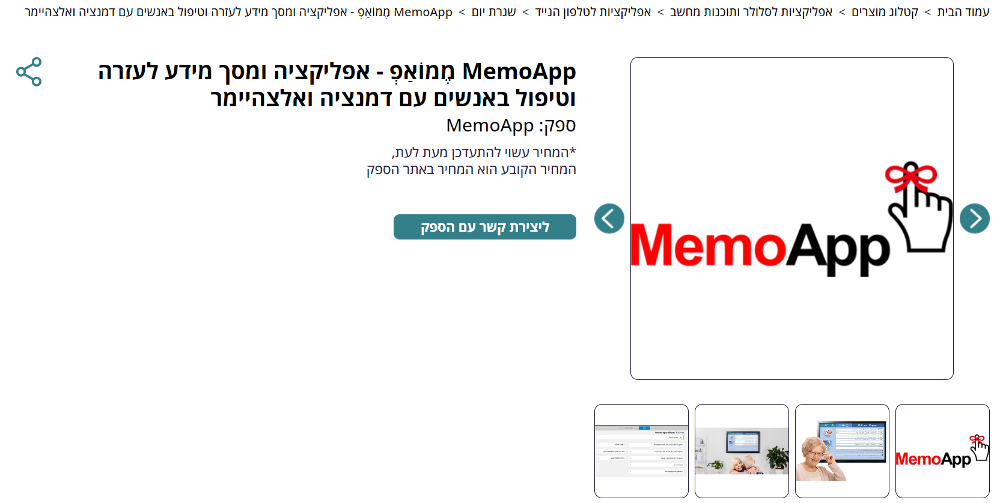 עמוד הבית > קטלוג מוצרים > אפליקציות לסלולר ותוכנות מחשב > אפליקציות לטלפון הנייד > שגרת יום > MemoApp מֶמוֹאַפְּ - אפליקציה ומסך מידע לעזרה וטיפול באנשים עם דמנציה ואלצהיימר
MemoApp מֶמוֹאַפְּ - אפליקציה ומסך מידע לעזרה
וטיפול באנשים עם דמנציה ואלצהיימר
ספק: MemoApp
*המחיר עשוי להתעדכן מעת לעת,
המחיר הקובע הוא המחיר באתר הספק
ליצירת קשר עם הספק
MemoApp
MemoApp